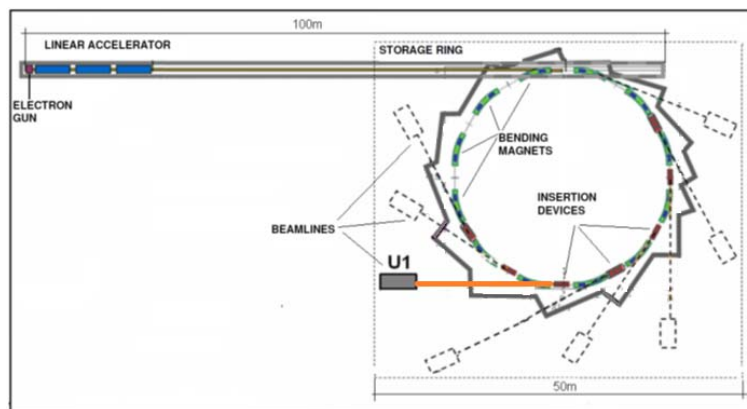 100m
LINEAR ACCELERATOR
STORAGE RING
ELECTRON
GUN
BENDING
MAGNETS
INSERTION
DEVICES
BEAMLINES
U1
50m